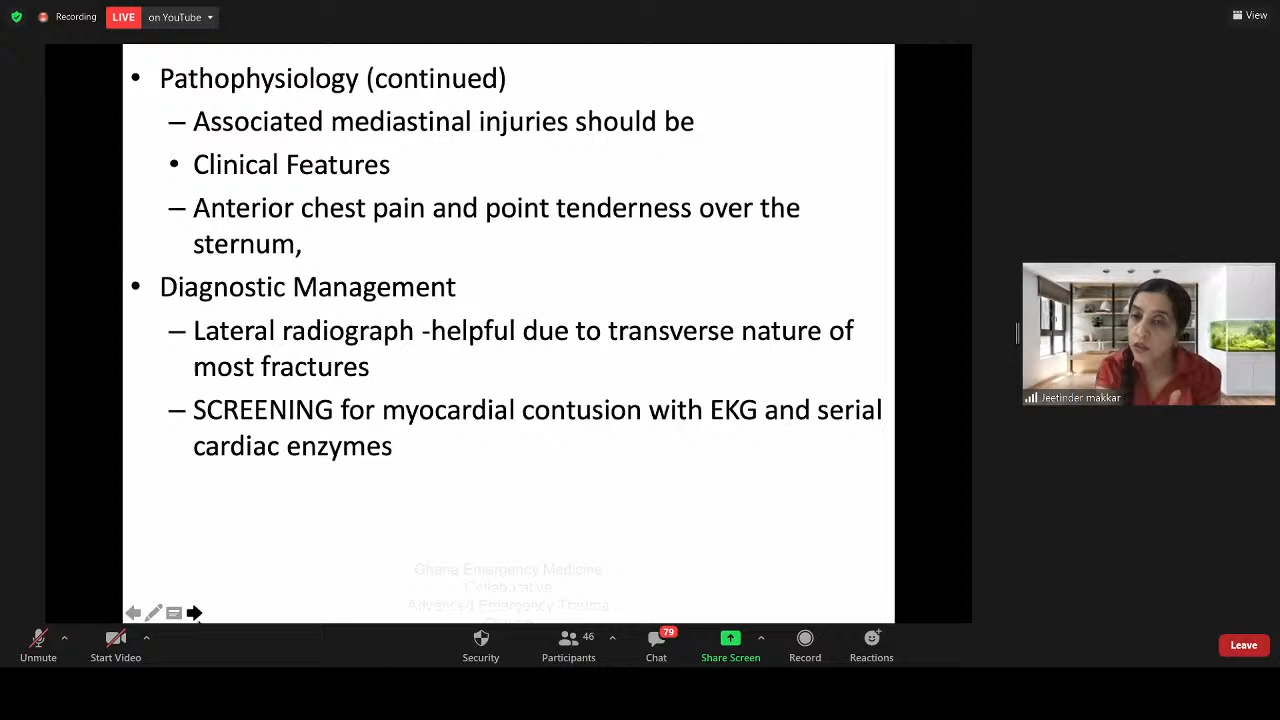 Recording
LIVE on YouTube
View
• Pathophysiology (continued)
– Associated mediastinal injuries should be
• Clinical Features
– Anterior chest pain and point tenderness over the
sternum,
• Diagnostic Management
– Lateral radiograph -helpful due to transverse nature of
most fractures
– SCREENING for myocardial contusion with EKG and serial
cardiac enzymes
Jeetinder makkar
Ghana Emergency Medicine
Collaborative
Advanced Emergency Trauma
Unmute
Start Video
Security
46
Participants
79
Chat
Share Screen
Record
Reactions
Leave